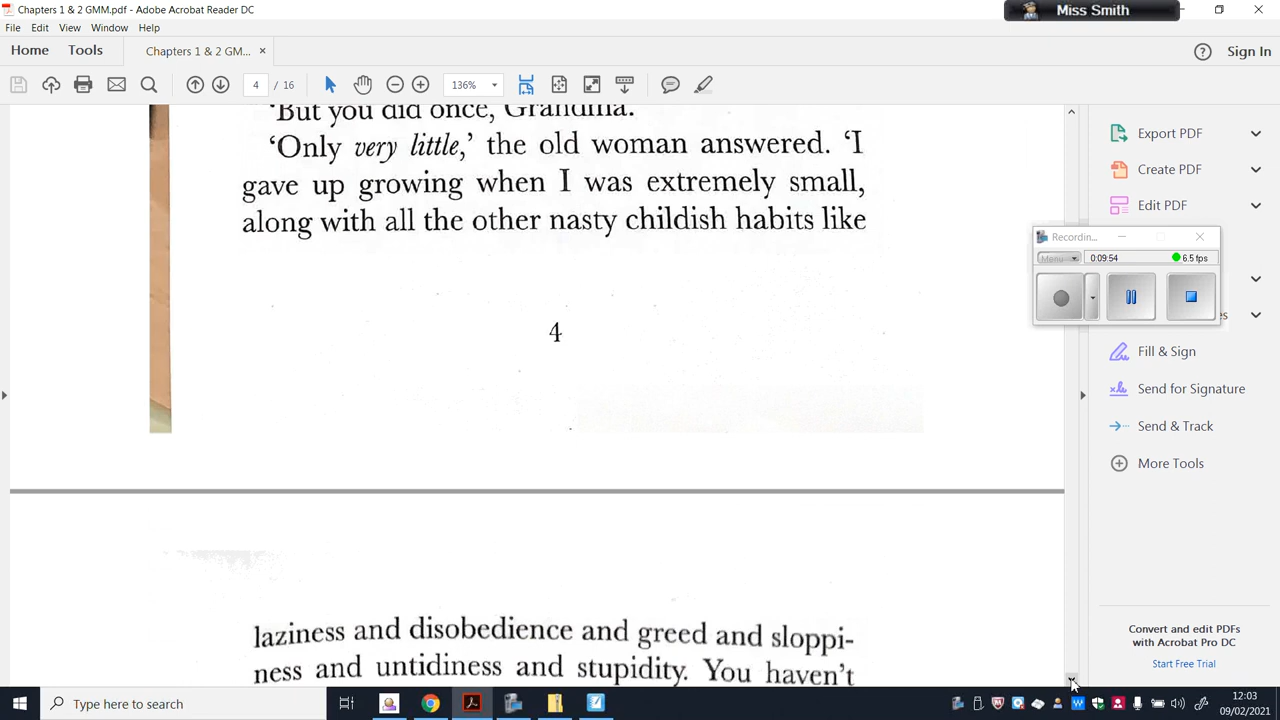 Chapters 1 & 2 GMM.pdf - Adobe Acrobat Reader DC
Miss Smith
File Edit View Window Help
Home Tools Chapters 1 & 2 GM... ×
Sign In
4 / 16 136%
'But you did once, Grandma.'
'Only very little,' the old woman answered. 'I
gave up growing when I was extremely small,
along with all the other nasty childish habits like
4
laziness and disobedience and greed and sloppi-
ness and untidiness and stupidity. You haven't
Export PDF
Create PDF
Edit PDF
Recordin...
Menu 0:09:54 6.5 fps
Fill & Sign
Send for Signature
Send & Track
More Tools
Convert and edit PDFs
with Acrobat Pro DC
Start Free Trial
Type here to search
12:03
09/02/2021